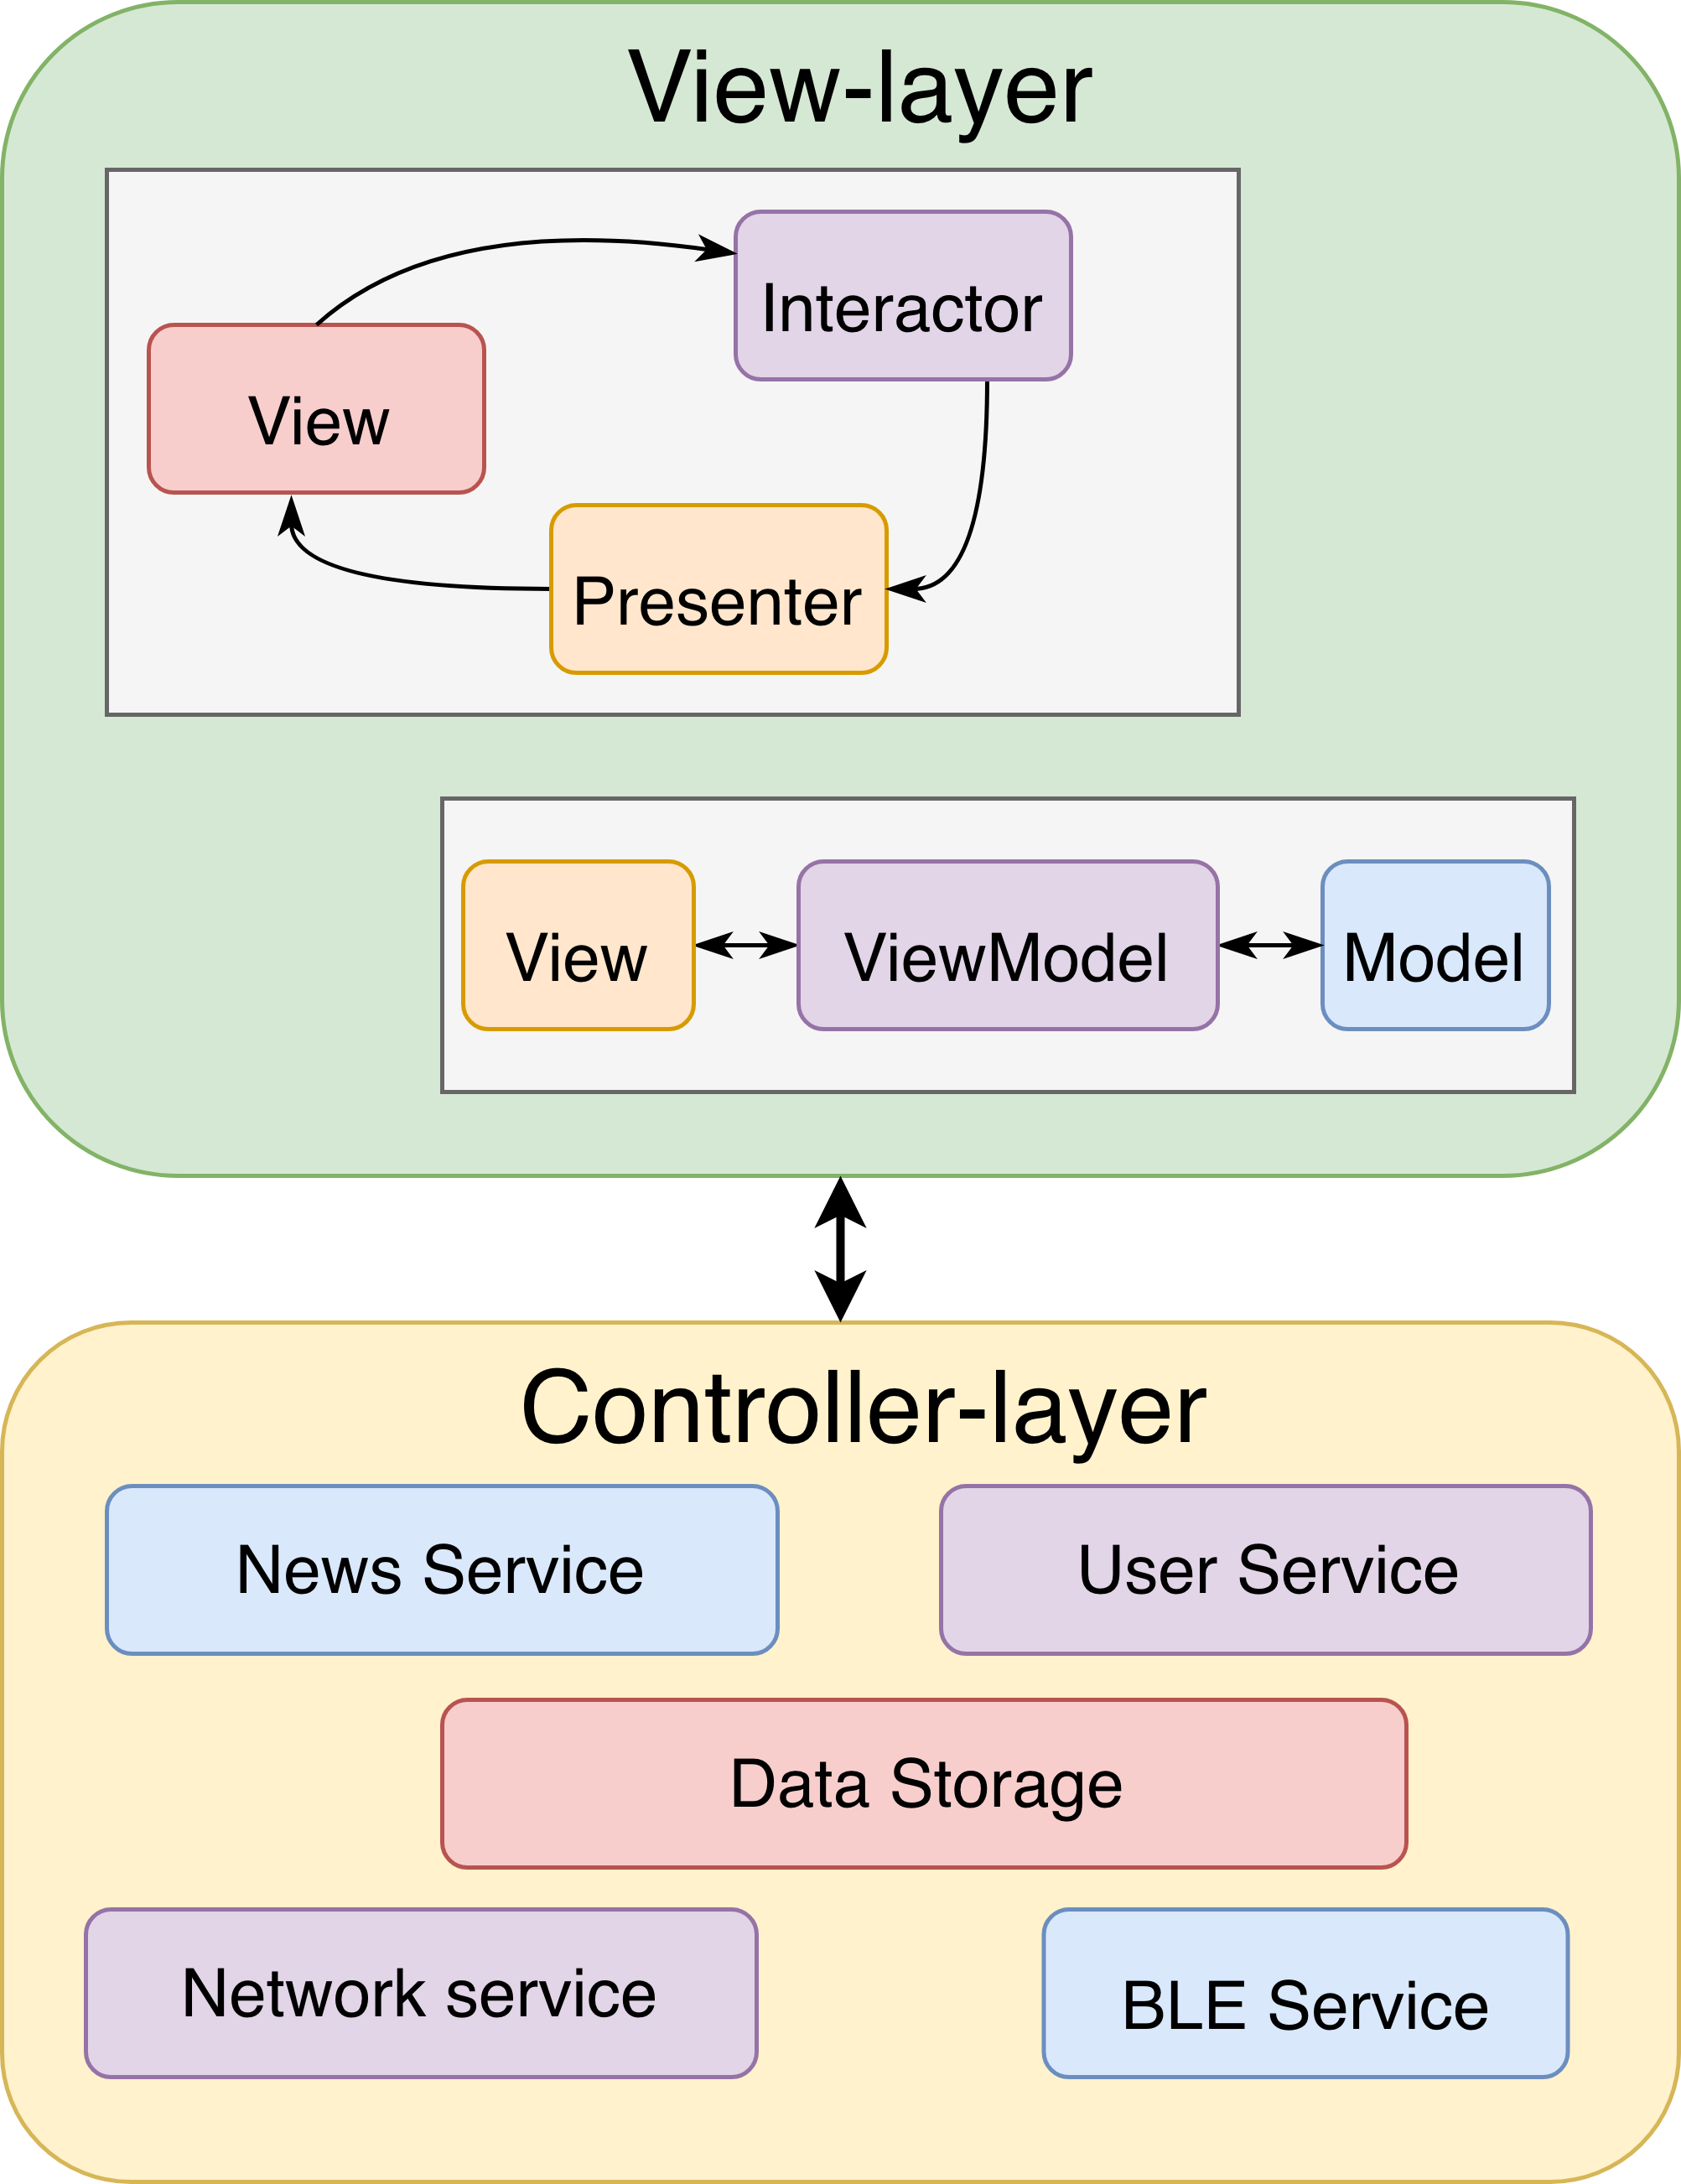 View-layer
Interactor
View
Presenter
View
ViewModel
Model
Controller-layer
News Service
User Service
Data Storage
Network service
BLE Service